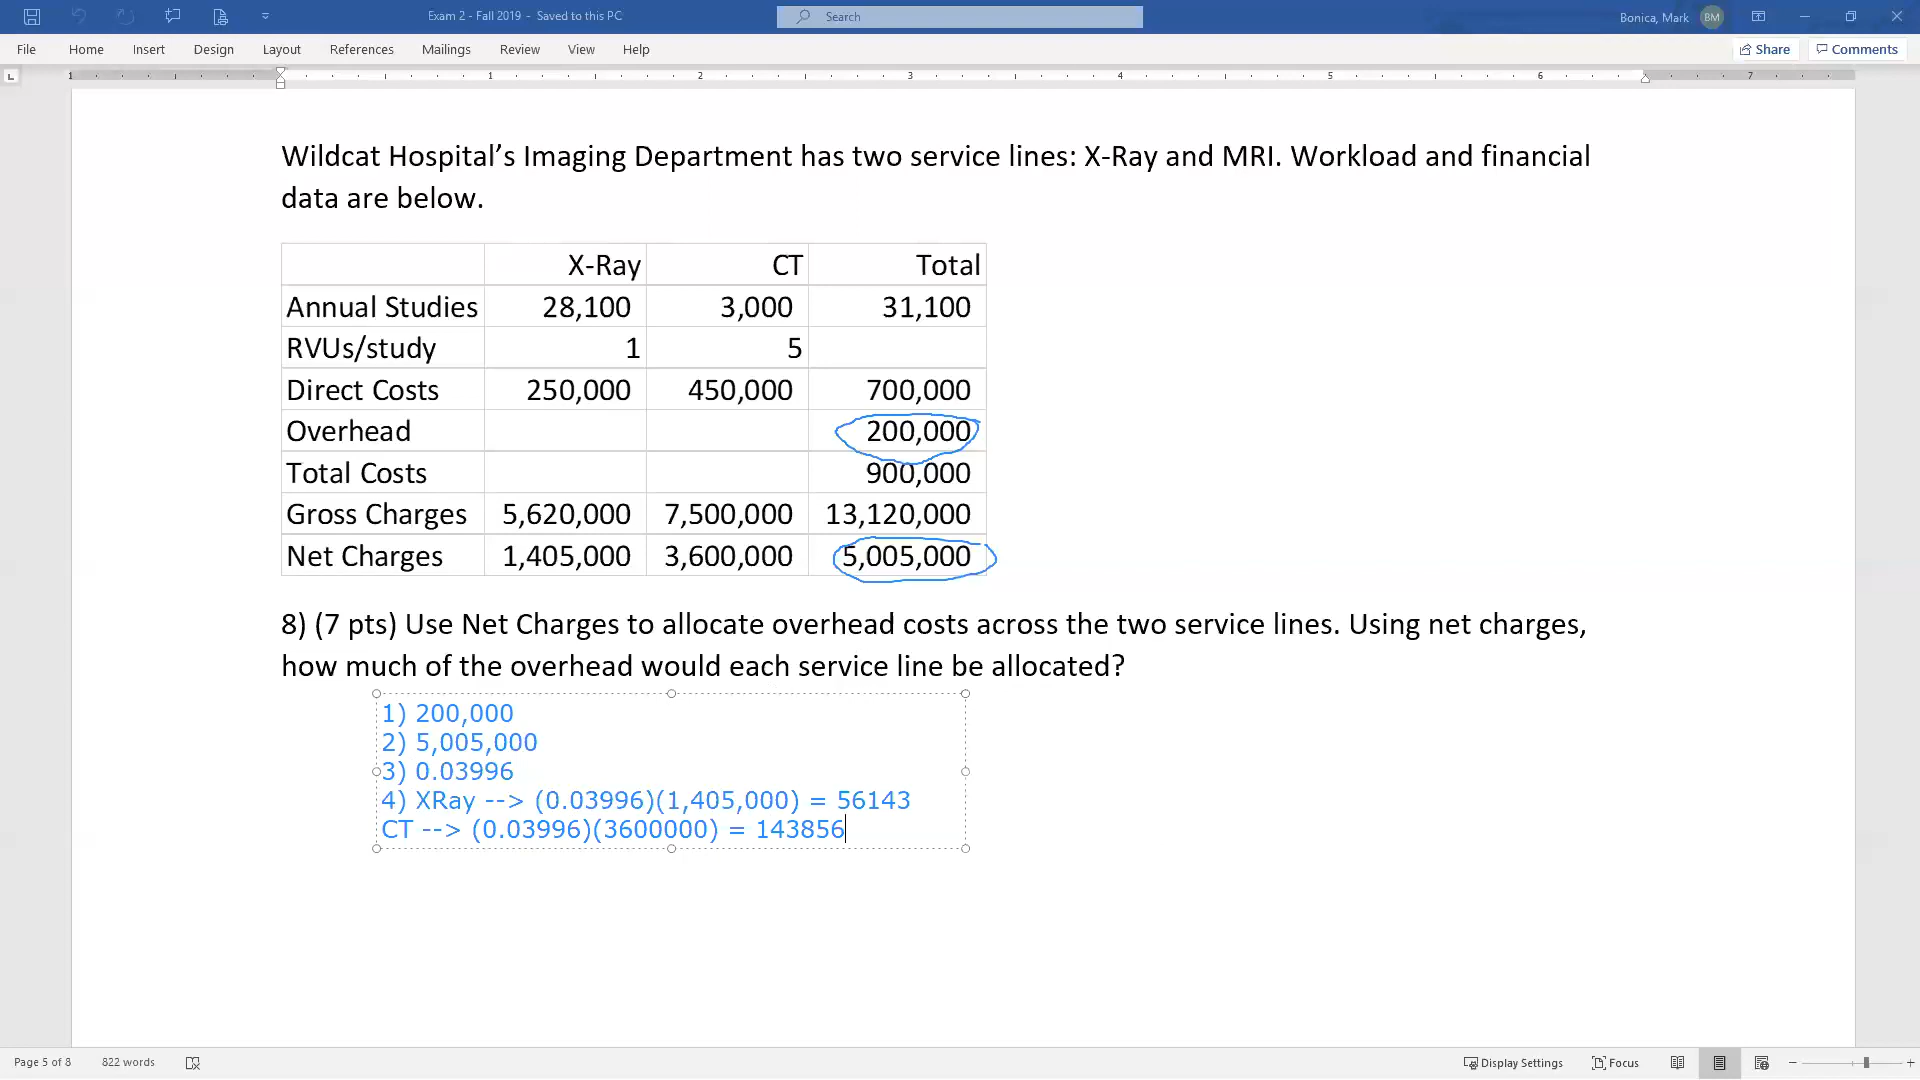 Exam 2 - Fall 2019 - Saved to this PC
Search
Bonica, Mark BM
File Home Insert Design Layout References Mailings Review View Help
Share Comments
1 1 2 3 4 5 6 7
Wildcat Hospital’s Imaging Department has two service lines: X-Ray and MRI. Workload and financial
data are below.
X-Ray CT Total
Annual Studies 28,100 3,000 31,100
RVUs/study 1 5
Direct Costs 250,000 450,000 700,000
Overhead 200,000
Total Costs 900,000
Gross Charges 5,620,000 7,500,000 13,120,000
Net Charges 1,405,000 3,600,000 5,005,000
8) (7 pts) Use Net Charges to allocate overhead costs across the two service lines. Using net charges,
how much of the overhead would each service line be allocated?
1) 200,000
2) 5,005,000
3) 0.03996
4) XRay --> (0.03996)(1,405,000) = 56143
CT --> (0.03996)(3600000) = 143856
Page 5 of 8 822 words
Display Settings Focus